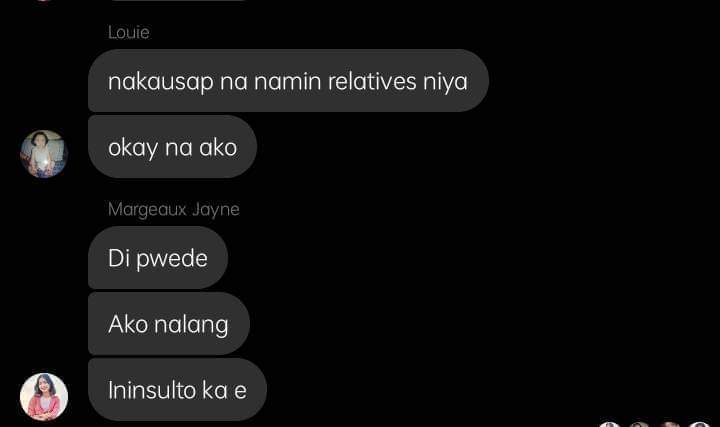 Louie
nakausap na namin relatives niya
okay na ako
Margeaux Jayne
Di pwede
Ako nalang
Ininsulto ka e